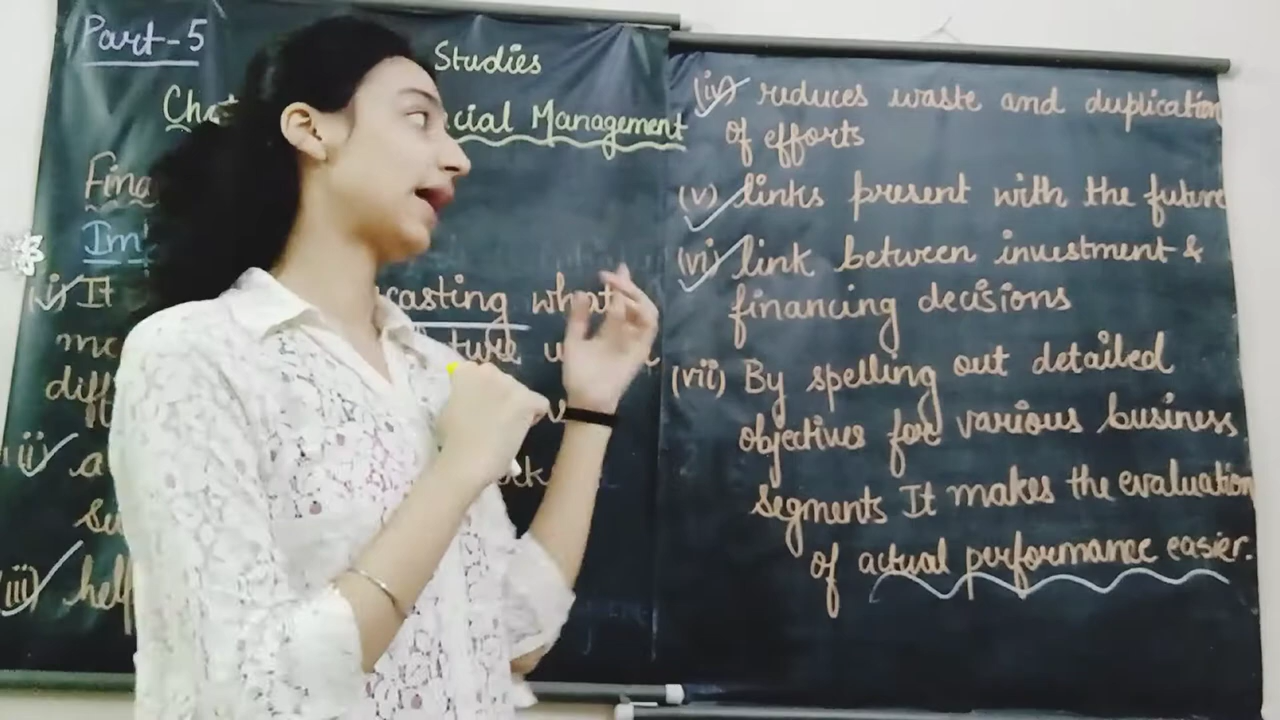 Part-5
Studies
Cha cial Management
Fina
Im
i) It casting what
mo ture u
diff
ii) a ck
su
(iii) help
(iv) reduces waste and duplication
of efforts
(v) links present with the future
(vi) link between investment &
financing decisions
(vii) By spelling out detailed
objectives for various business
segments It makes the evaluation
of actual performance easier.